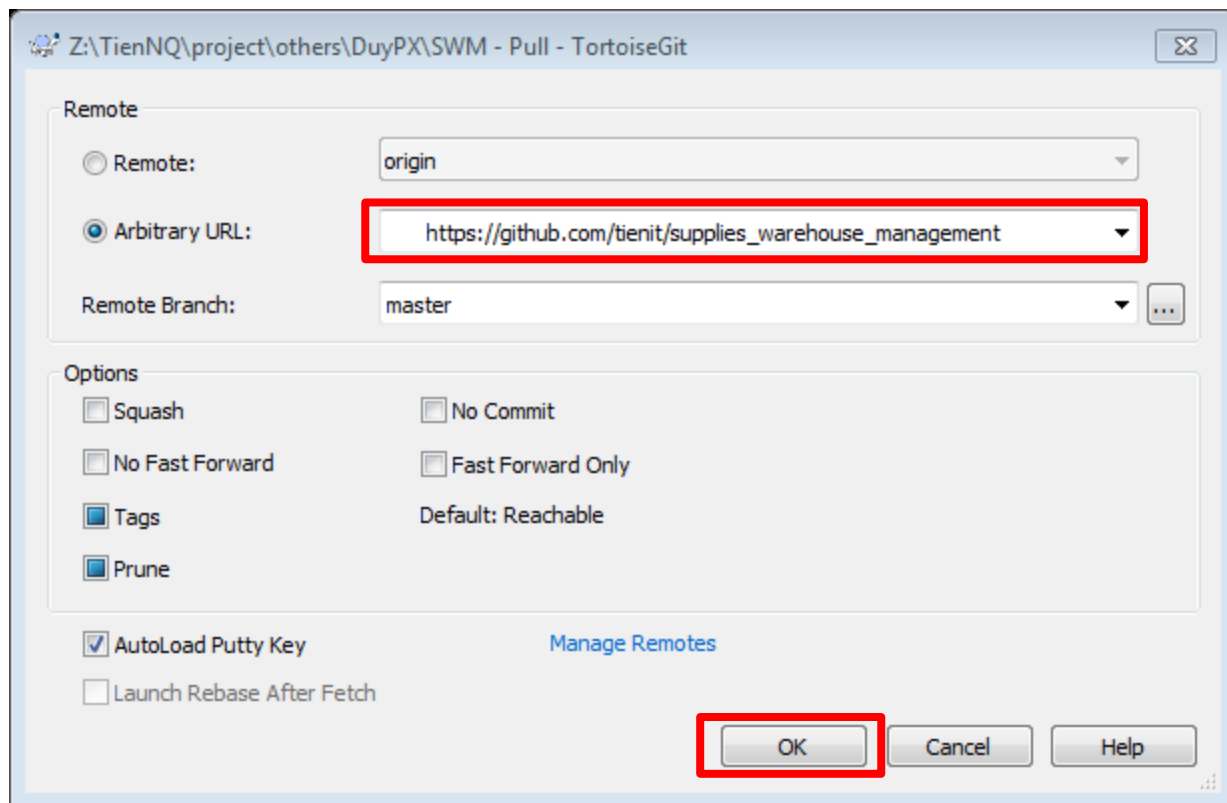 Z:\TienNQ\project\others\DuyPX\SWM - Pull - TortoiseGit
Remote
Remote:
origin
Arbitrary URL:
https://github.com/tienit/supplies_warehouse_management
Remote Branch:
master
...
Options
Squash
No Commit
No Fast Forward
Fast Forward Only
Tags
Default: Reachable
Prune
AutoLoad Putty Key
Manage Remotes
Launch Rebase After Fetch
OK
Cancel
Help